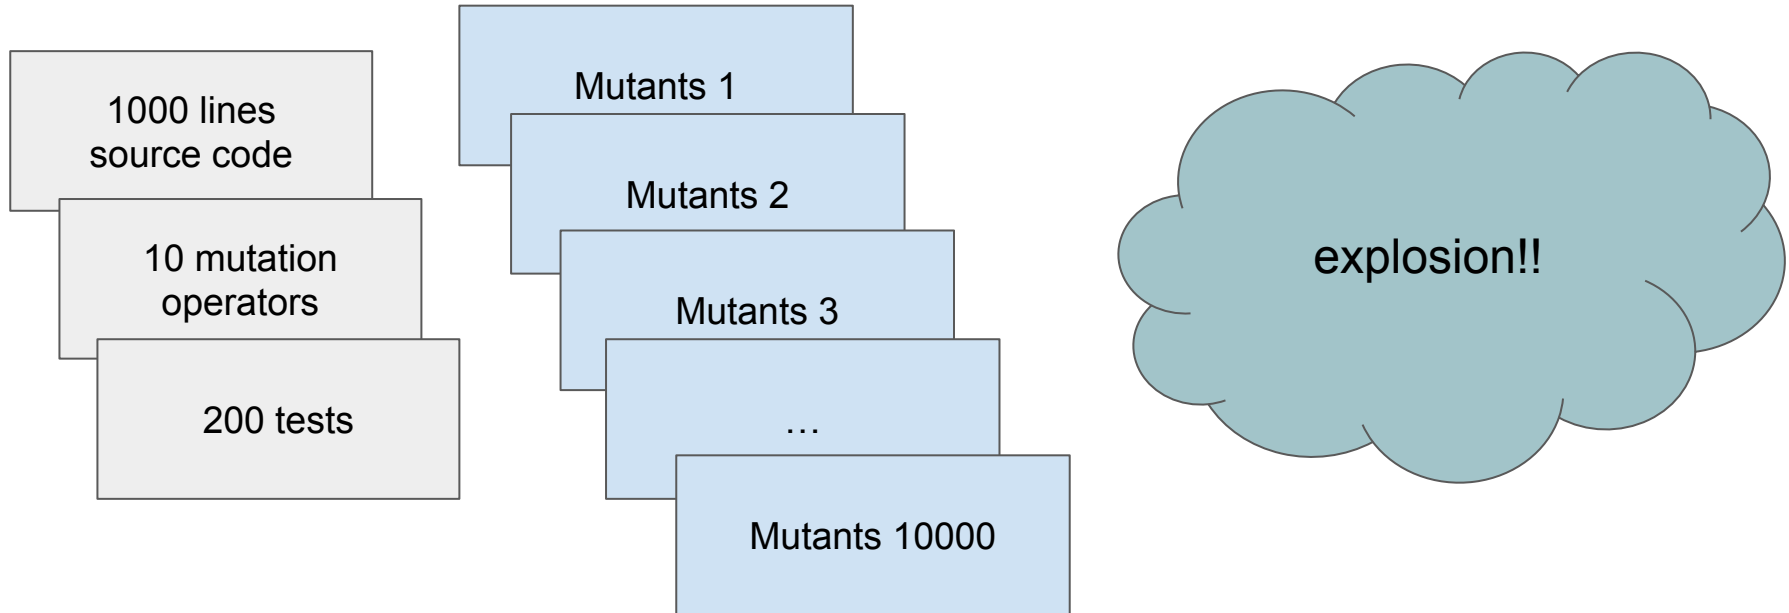 1000 lines
source code
10 mutation
operators
200 tests
Mutants 1
Mutants 2
Mutants 3
…
Mutants 10000
explosion!!